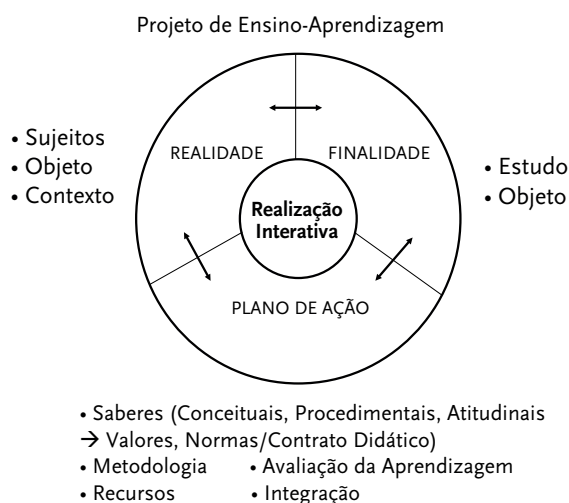 Projeto de Ensino-Aprendizagem
• Sujeitos
• Objeto
• Contexto
REALIDADE
FINALIDADE
• Estudo
• Objeto
Realização
Interativa
PLANO DE AÇÃO
• Saberes (Conceituais, Procedimentais, Atitudinais
→ Valores, Normas/Contrato Didático)
• Metodologia • Avaliação da Aprendizagem
• Recursos • Integração